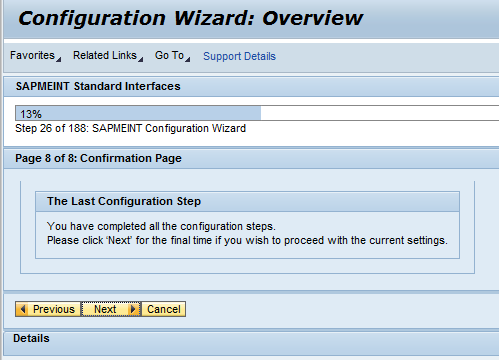 Configuration Wizard: Overview
Favorites Related Links Go To Support Details
SAPMEINT Standard Interfaces
13%
Step 26 of 188: SAPMEINT Configuration Wizard
Page 8 of 8: Confirmation Page
The Last Configuration Step
You have completed all the configuration steps.
Please click 'Next' for the final time if you wish to proceed with the current settings.
Previous Next Cancel
Details